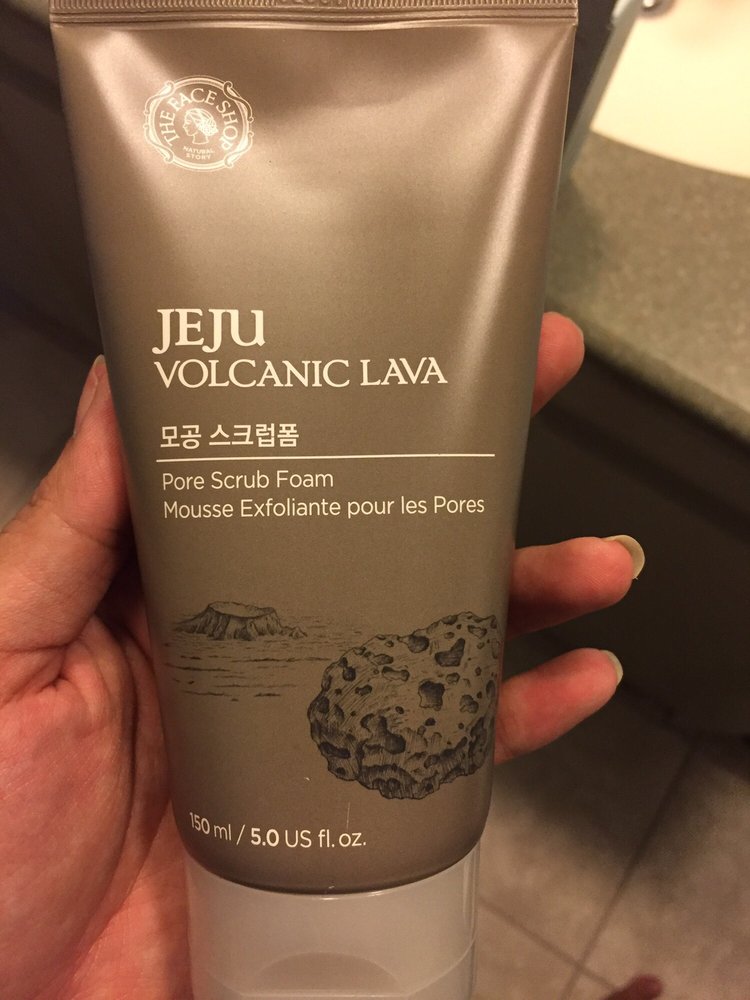 THE FACE SHOP
NATURAL
STORY
JEJU
VOLCANIC LAVA
모공 스크럽폼
Pore Scrub Foam
Mousse Exfoliante pour les Pores
150 ml / 5.0 US fl. oz.